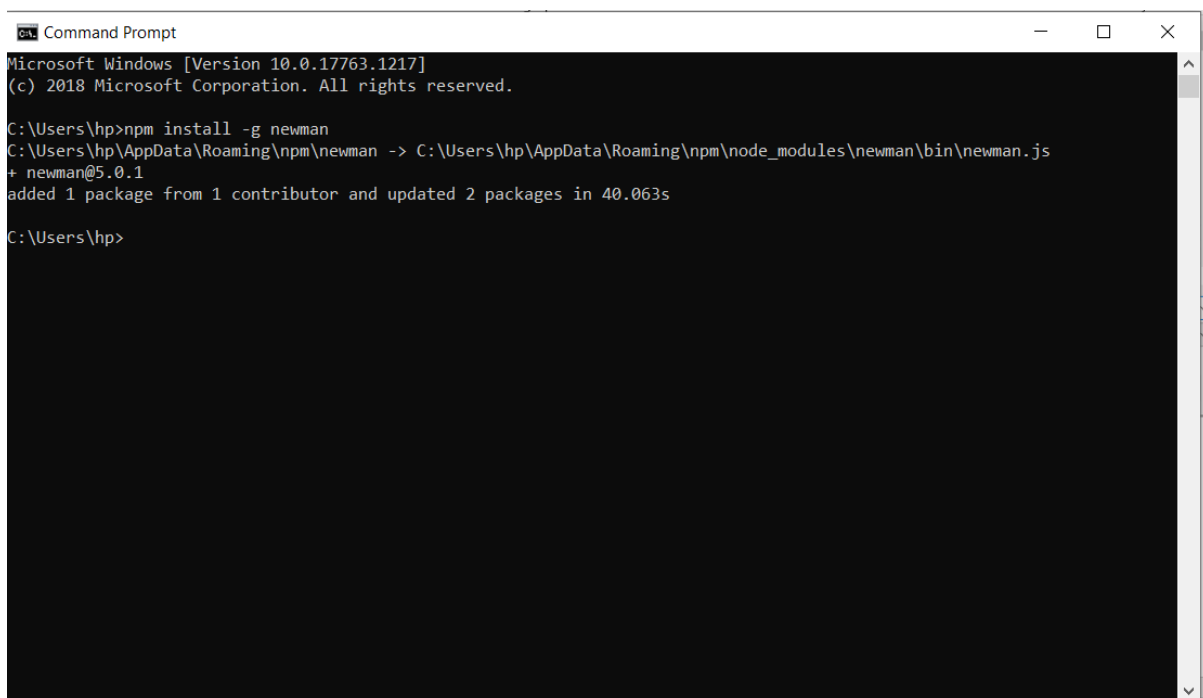 Command Prompt
Microsoft Windows [Version 10.0.17763.1217]
(c) 2018 Microsoft Corporation. All rights reserved.
C:\Users\hp>npm install -g newman
C:\Users\hp\AppData\Roaming\npm\newman -> C:\Users\hp\AppData\Roaming\npm\node_modules\newman\bin\newman.js
+ newman@5.0.1
added 1 package from 1 contributor and updated 2 packages in 40.063s
C:\Users\hp>